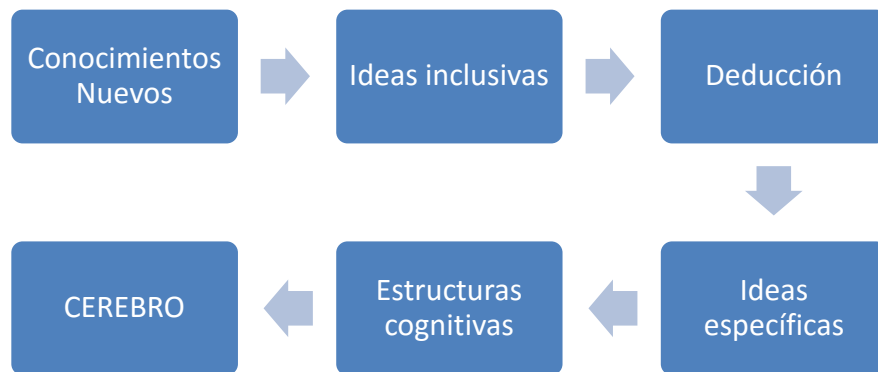 Conocimientos
Nuevos
Ideas inclusivas
Deducción
Ideas
específicas
Estructuras
cognitivas
CEREBRO